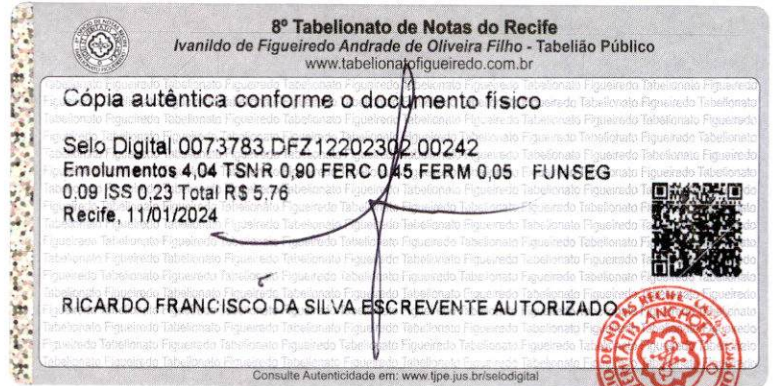 8º Tabelionato de Notas do Recife
Ivanildo de Figueiredo Andrade de Oliveira Filho - Tabelião Público
www.tabelionatofigueiredo.com.br
Cópia autêntica conforme o documento físico
Selo Digital 0073783.DFZ12202302.00242
Emolumentos 4,04 TSNR 0,90 FERC 0,45 FERM 0,05 FUNSEG
0,09 ISS 0,23 Total R$ 5,76
Recife, 11/01/2024
RICARDO FRANCISCO DA SILVA ESCREVENTE AUTORIZADO
Consulte Autenticidade em: www.tjpe.jus.br/selodigital